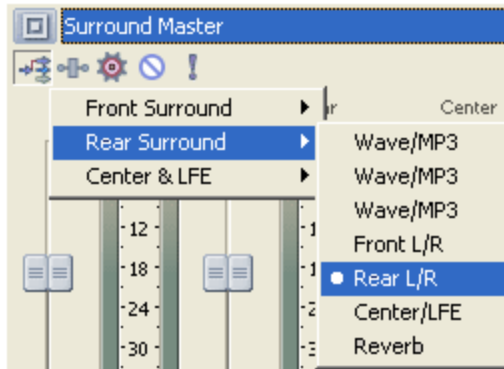 Surround Master
Front Surround
Center
Rear Surround
Wave/MP3
Center & LFE
Wave/MP3
Wave/MP3
12
Front L/R
18
Rear L/R
24
Center/LFE
30
Reverb